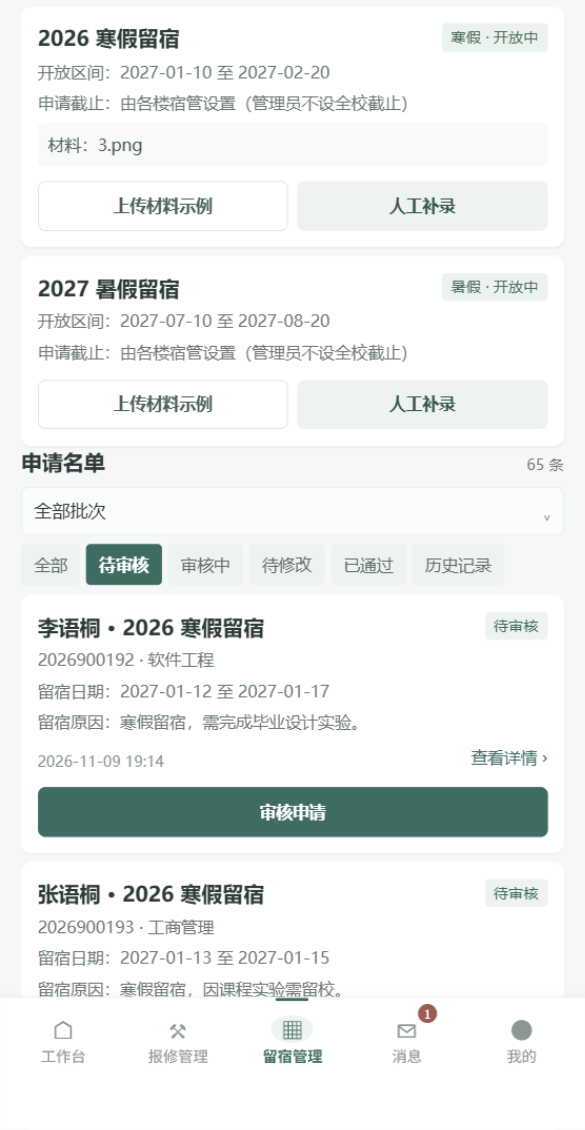 2026 寒假留宿
寒假 · 开放中
开放区间：2027-01-10 至 2027-02-20
申请截止：由各楼宿管设置（管理员不设全校截止）
材料：3.png
上传材料示例
人工补录
2027 暑假留宿
暑假 · 开放中
开放区间：2027-07-10 至 2027-08-20
申请截止：由各楼宿管设置（管理员不设全校截止）
上传材料示例
人工补录
申请名单
65 条
全部批次
全部
待审核
审核中
待修改
已通过
历史记录
李语桐 • 2026 寒假留宿
待审核
2026900192 · 软件工程
留宿日期：2027-01-12 至 2027-01-17
留宿原因：寒假留宿，需完成毕业设计实验。
2026-11-09 19:14
查看详情 ›
审核申请
张语桐 • 2026 寒假留宿
待审核
2026900193 · 工商管理
留宿日期：2027-01-13 至 2027-01-15
留宿原因：寒假留宿，因课程实验需留校。
工作台
报修管理
留宿管理
1
消息
我的